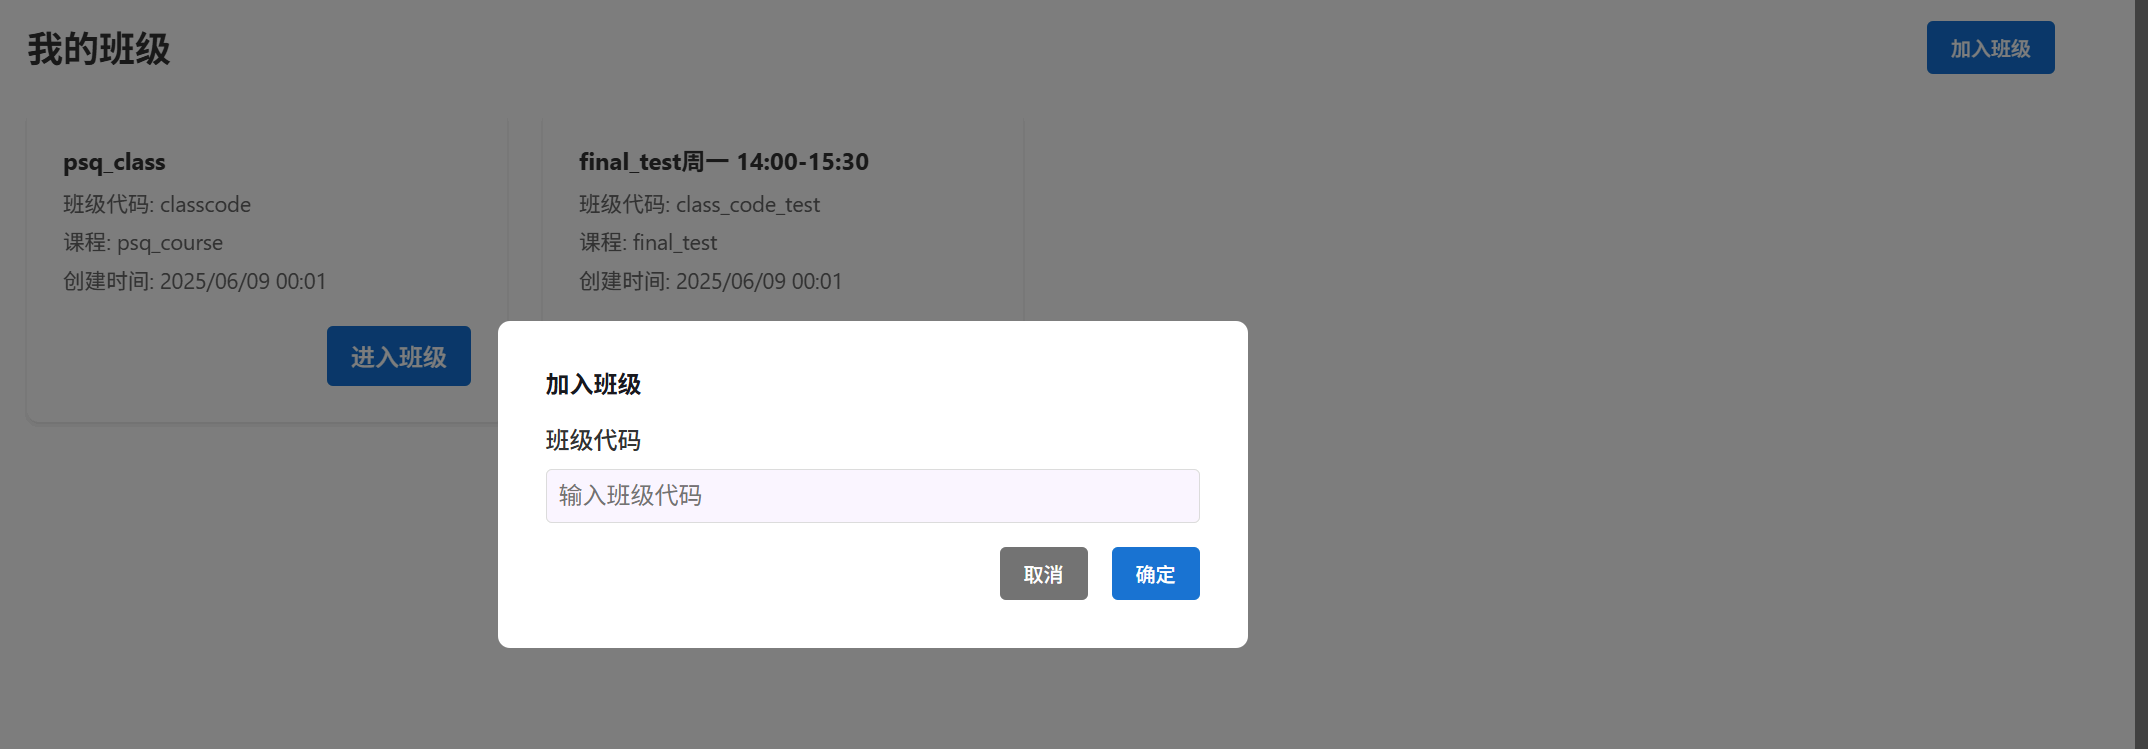 我的班级
加入班级
psq_class
班级代码: classcode
课程: psq_course
创建时间: 2025/06/09 00:01
进入班级
final_test周一 14:00-15:30
班级代码: class_code_test
课程: final_test
创建时间: 2025/06/09 00:01
加入班级
班级代码
输入班级代码
取消
确定